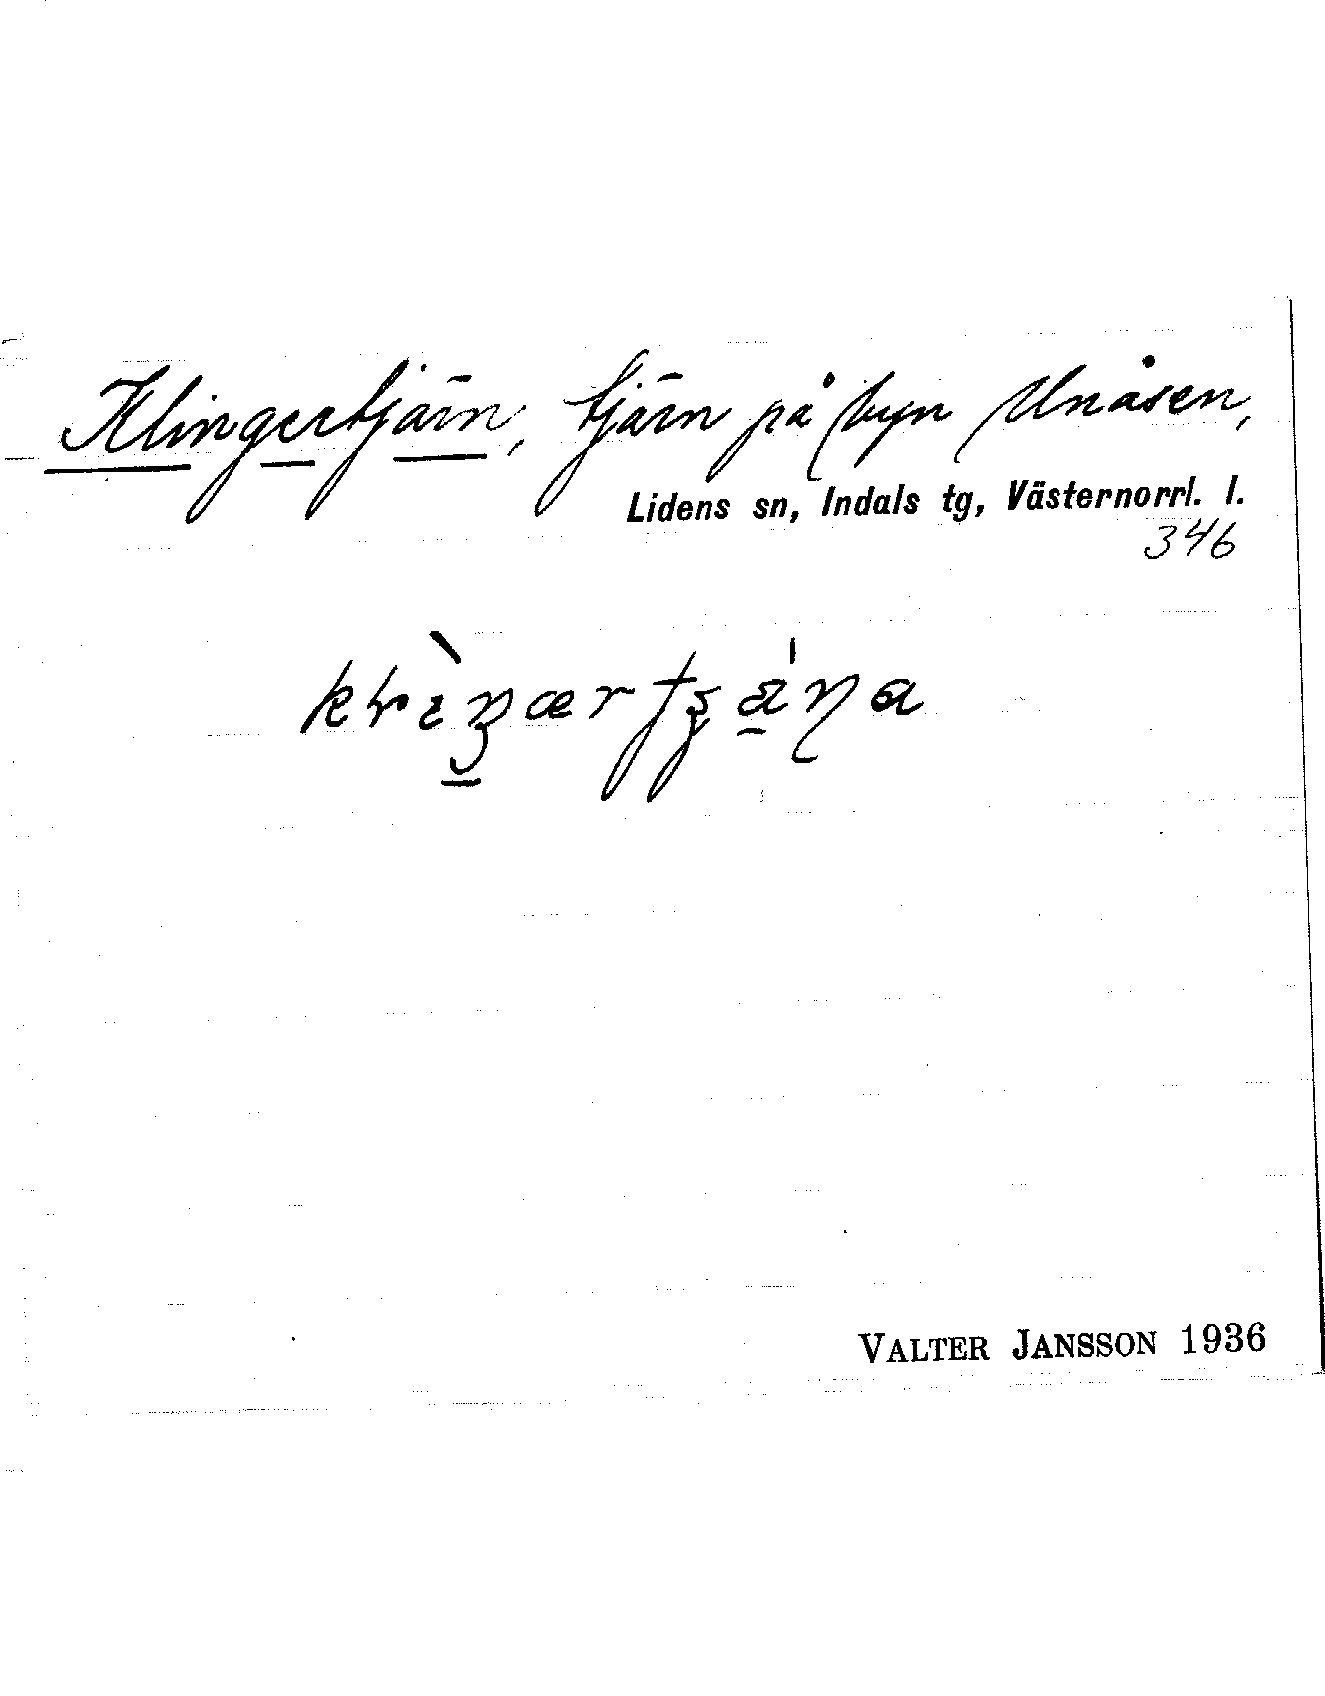 Klingertjärn, tjärn på byn Unåsen,
Lidens sn, Indals tg, Västernorrl. l.
346
VALTER JANSSON 1936